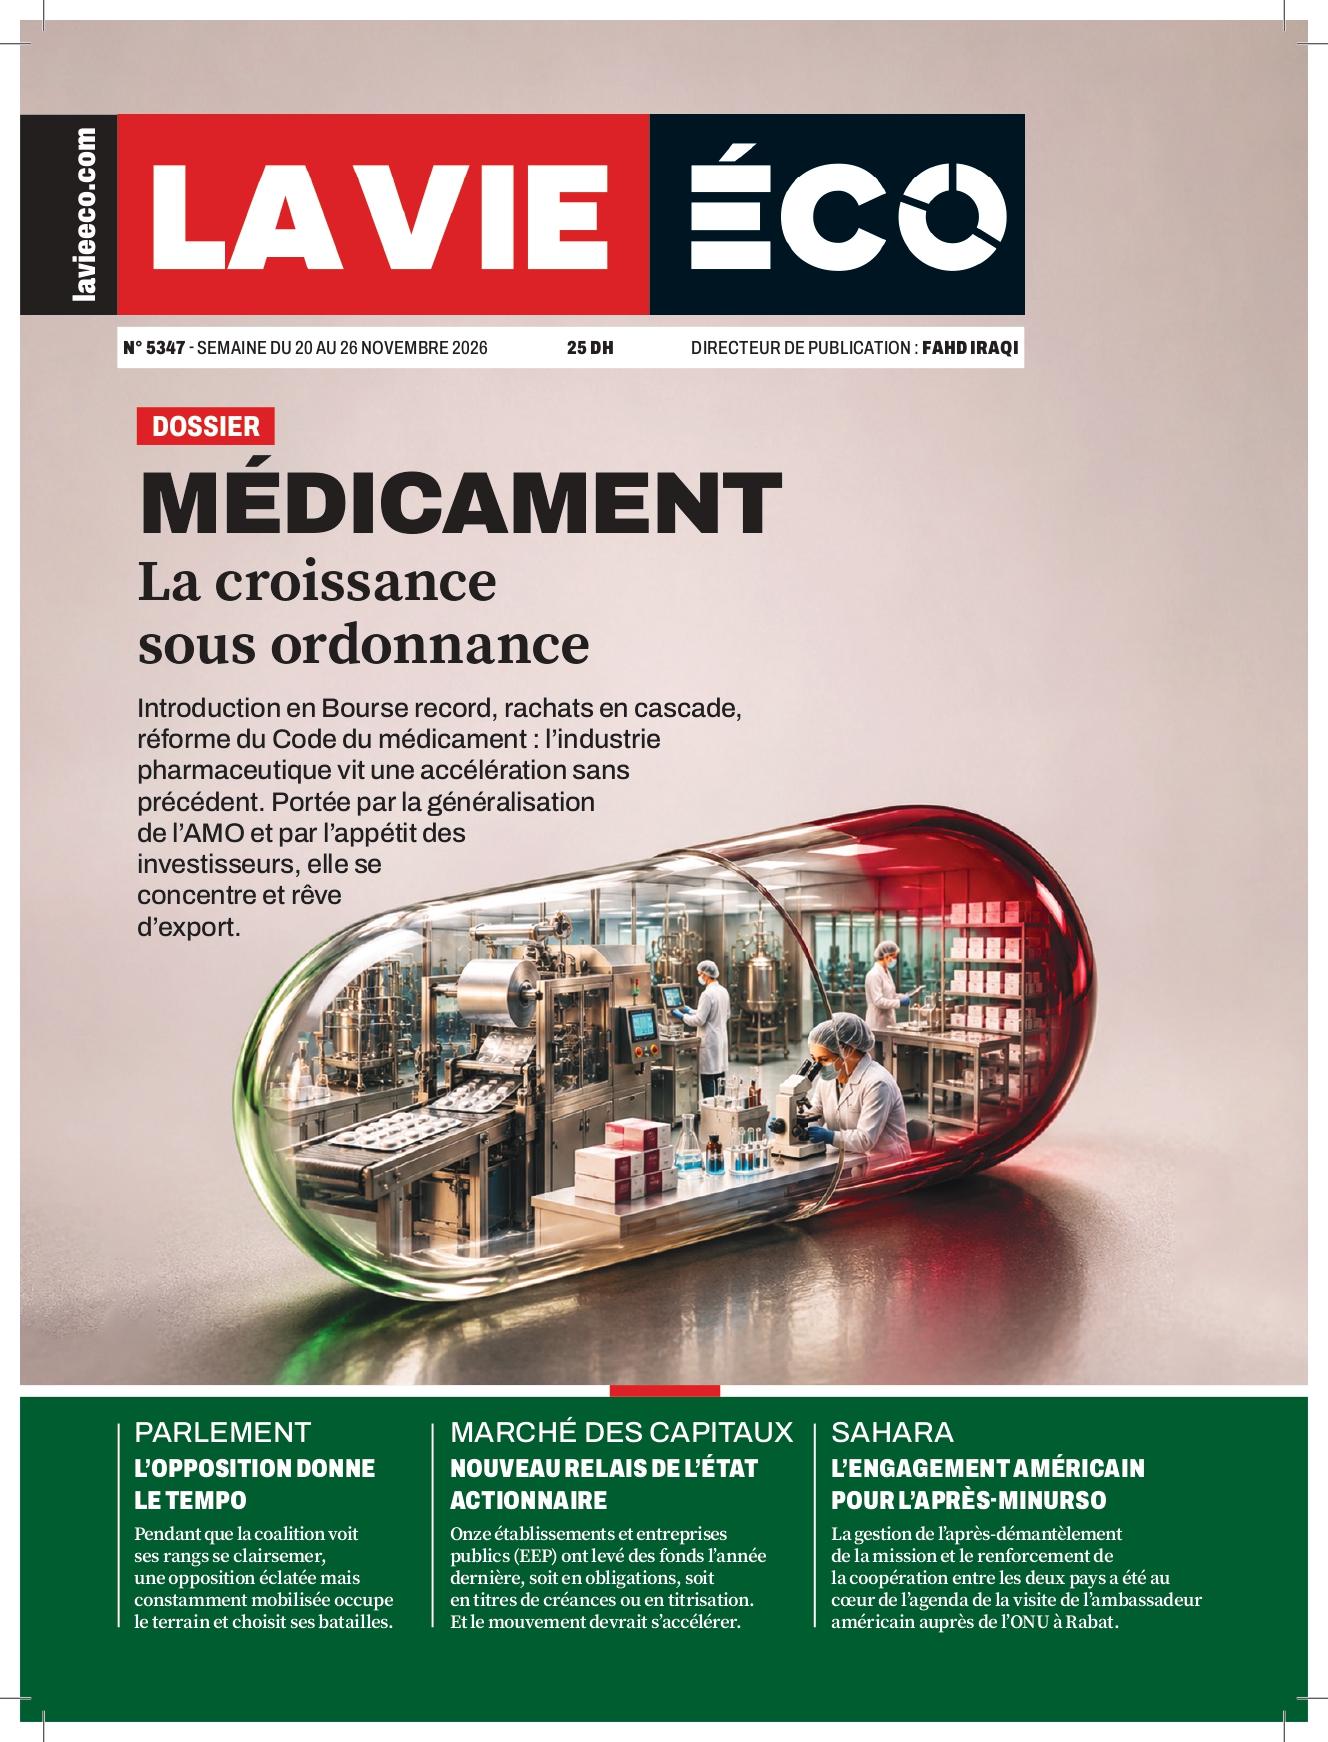 lavieeco.com
LA VIE ÉCO
N° 5347 - SEMAINE DU 20 AU 26 NOVEMBRE 2026 25 DH DIRECTEUR DE PUBLICATION : FAHD IRAQI
DOSSIER
MÉDICAMENT
La croissance
sous ordonnance
Introduction en Bourse record, rachats en cascade,
réforme du Code du médicament : l’industrie
pharmaceutique vit une accélération sans
précédent. Portée par la généralisation
de l’AMO et par l’appétit des
investisseurs, elle se
concentre et rêve
d’export.
PARLEMENT
L’OPPOSITION DONNE
LE TEMPO
Pendant que la coalition voit
ses rangs se clairsemer,
une opposition éclatée mais
constamment mobilisée occupe
le terrain et choisit ses batailles.
MARCHÉ DES CAPITAUX
NOUVEAU RELAIS DE L’ÉTAT
ACTIONNAIRE
Onze établissements et entreprises
publics (EEP) ont levé des fonds l’année
dernière, soit en obligations, soit
en titres de créances ou en titrisation.
Et le mouvement devrait s’accélérer.
SAHARA
L’ENGAGEMENT AMÉRICAIN
POUR L’APRÈS-MINURSO
La gestion de l’après-démantèlement
de la mission et le renforcement de
la coopération entre les deux pays a été au
cœur de l’agenda de la visite de l’ambassadeur
américain auprès de l’ONU à Rabat.